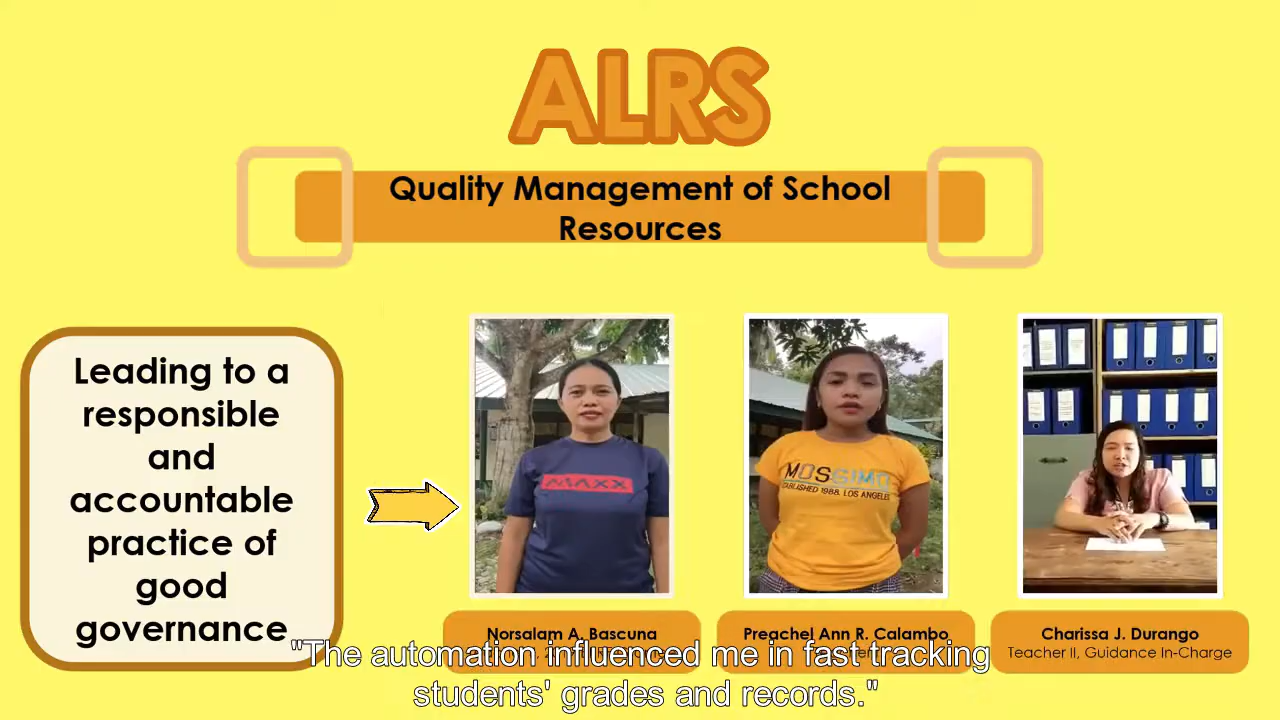 ALRS
Quality Management of School
Resources
Leading to a
responsible
and
accountable
practice of
good
governance
MAXX
MOSSIMO
ESTABLISHED 1988. LOS ANGELES
Norsalam A. Bascuna
Preachel Ann R. Calambo
Charissa J. Durango
Teacher II, Guidance In-Charge
"The automation influenced me in fast tracking
students' grades and records."